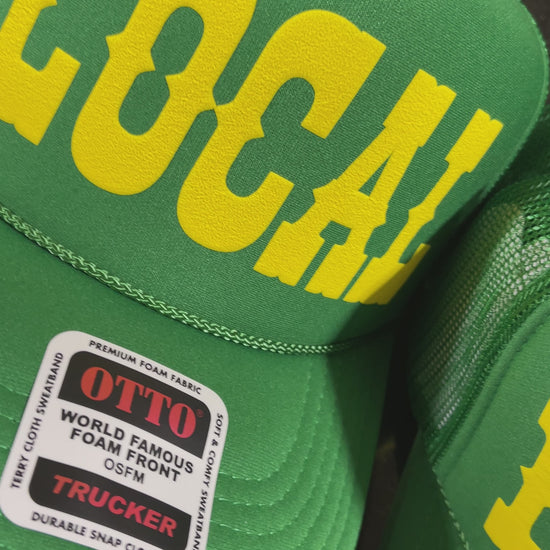 LOCAL
PREMIUM FOAM FABRIC
TERRY CLOTH SWEATBAND
SOFT & COMFY SWEATBAN
OTTO®
WORLD FAMOUS
FOAM FRONT
OSFM
TRUCKER
DURABLE SNAP CLO